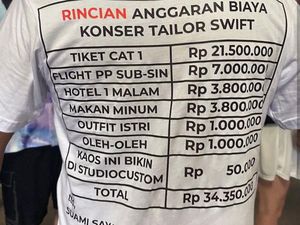 RINCIAN ANGGARAN BIAYA
KONSER TAILOR SWIFT
TIKET CAT 1 Rp 21.500.000
FLIGHT PP SUB-SIN Rp 7.000.000
HOTEL 1 MALAM Rp 3.800.000
MAKAN MINUM Rp 3.800.000
OUTFIT ISTRI Rp 1.000.000
OLEH-OLEH Rp 1.000.000
KAOS INI BIKIN
DI STUDIOCUSTOM Rp 50.000
TOTAL Rp 34.350.000
SUAMI